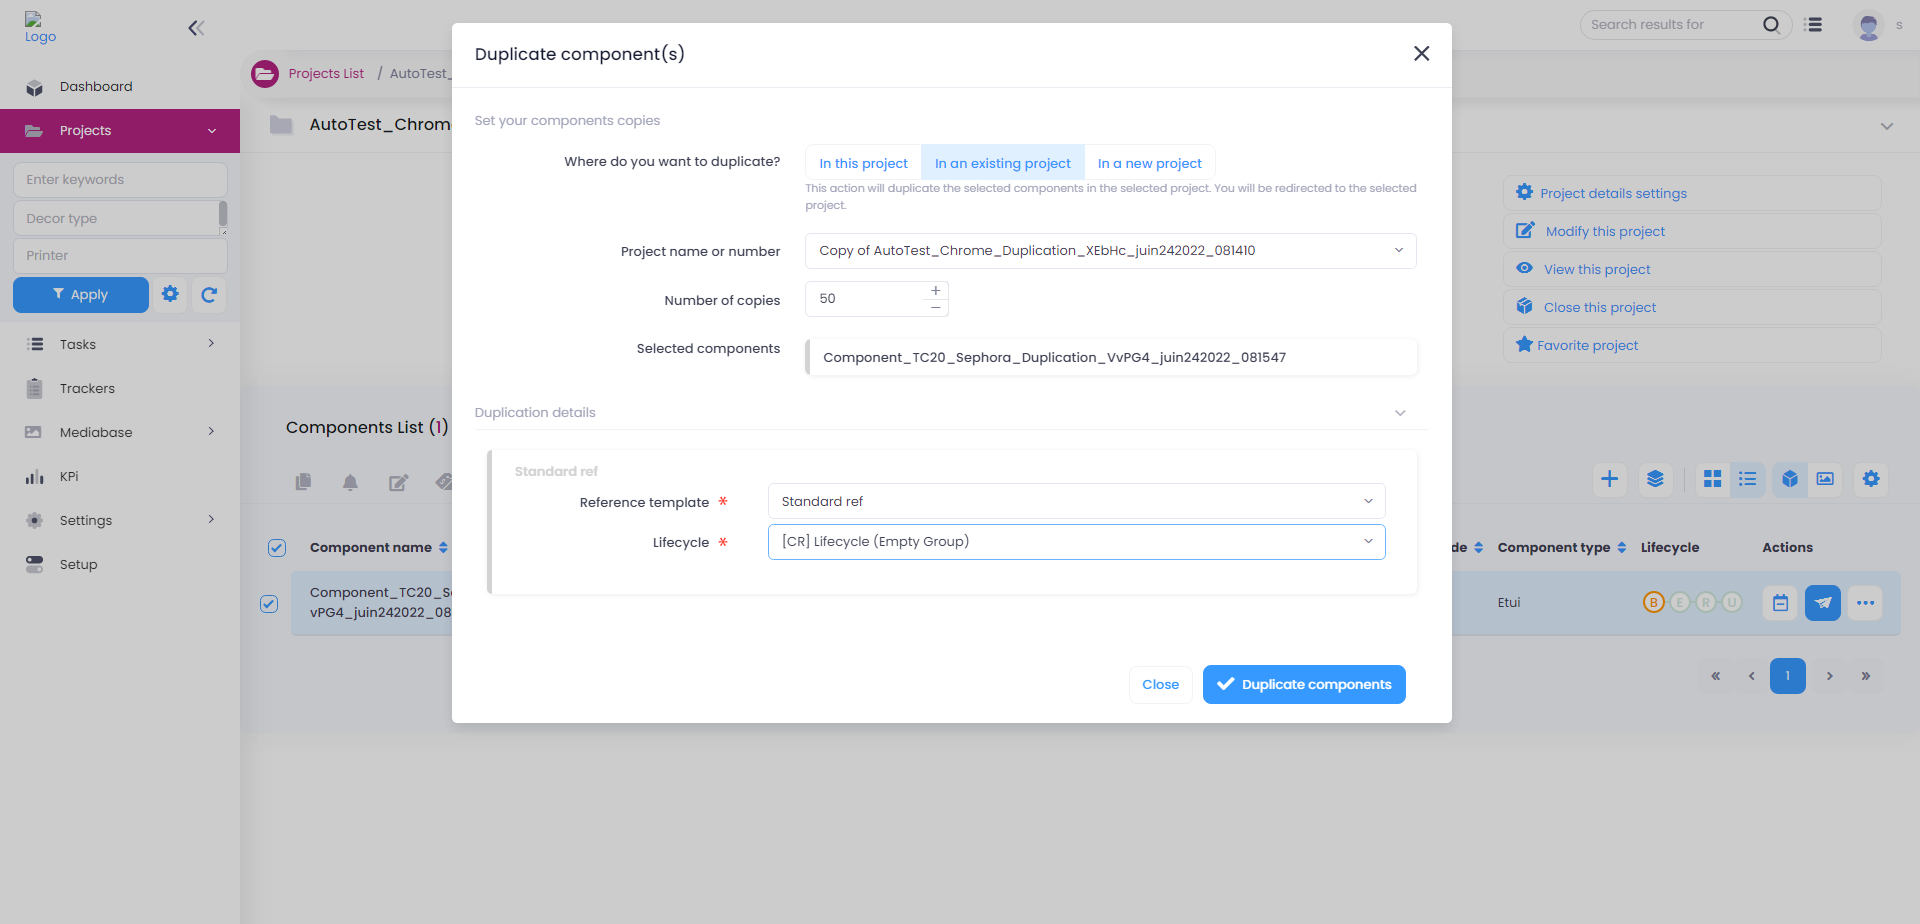 Logo
Search results for
s
Dashboard
Projects
Enter keywords
Decor type
Printer
Apply
Tasks
Trackers
Mediabase
KPi
Settings
Setup
Projects List / AutoTest_
AutoTest_Chrom
Duplicate component(s)
Set your components copies
Where do you want to duplicate?
In this project
In an existing project
In a new project
This action will duplicate the selected components in the selected project. You will be redirected to the selected
project.
Project name or number
Copy of AutoTest_Chrome_Duplication_XEbHc_juin242022_081410
Number of copies
50
Selected components
Component_TC20_Sephora_Duplication_VvPG4_juin242022_081547
Duplication details
Standard ref
Reference template *
Standard ref
Lifecycle *
[CR] Lifecycle (Empty Group)
Close
Duplicate components
Project details settings
Modify this project
View this project
Close this project
Favorite project
Components List (1)
Component name
de
Component type
Lifecycle
Actions
Component_TC20_S
vPG4_juin242022_08
Etui
B E R U
« ‹ 1 › »